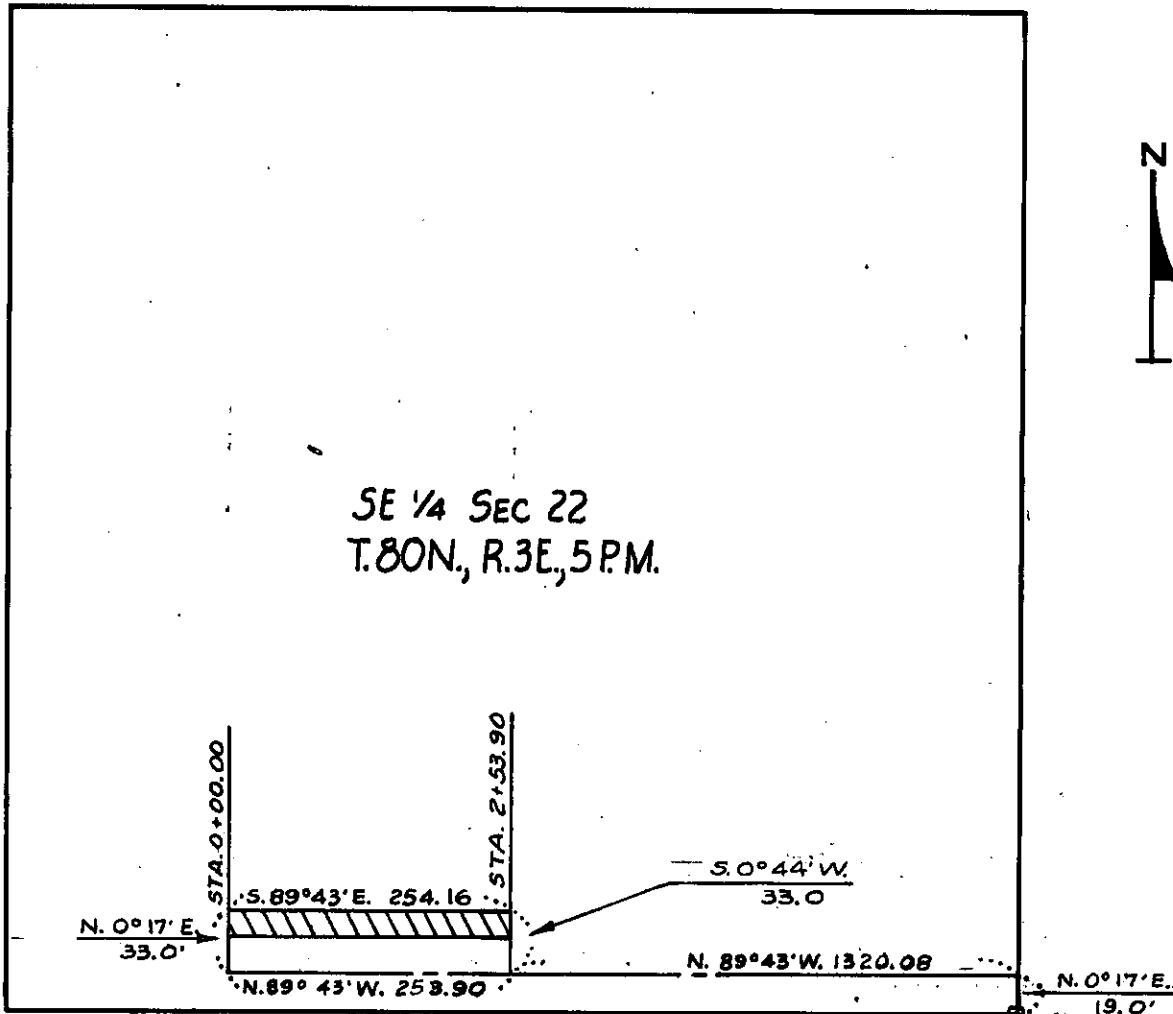 N
SE 1/4 SEC 22
T.80N., R.3E., 5 P.M.
STA. 0+00.00
STA. 2+53.90
S. 0° 44' W.
33.0
S. 89° 43' E. 254.16
N. 0° 17' E.
33.0'
N. 89° 43' W. 1320.08
N. 89° 43' W. 253.90
N. 0° 17' E.
19.0'